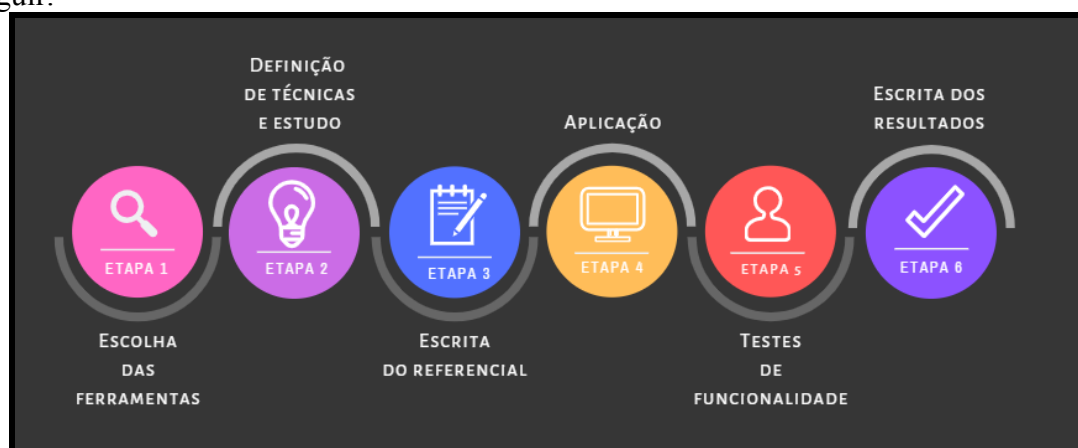 DEFINIÇÃO
DE TÉCNICAS
E ESTUDO
APLICAÇÃO
ESCRITA DOS
RESULTADOS
ETAPA 1
ETAPA 2
ETAPA 3
ETAPA 4
ETAPA 5
ETAPA 6
ESCOLHA
DAS
FERRAMENTAS
ESCRITA
DO REFERENCIAL
TESTES
DE
FUNCIONALIDADE